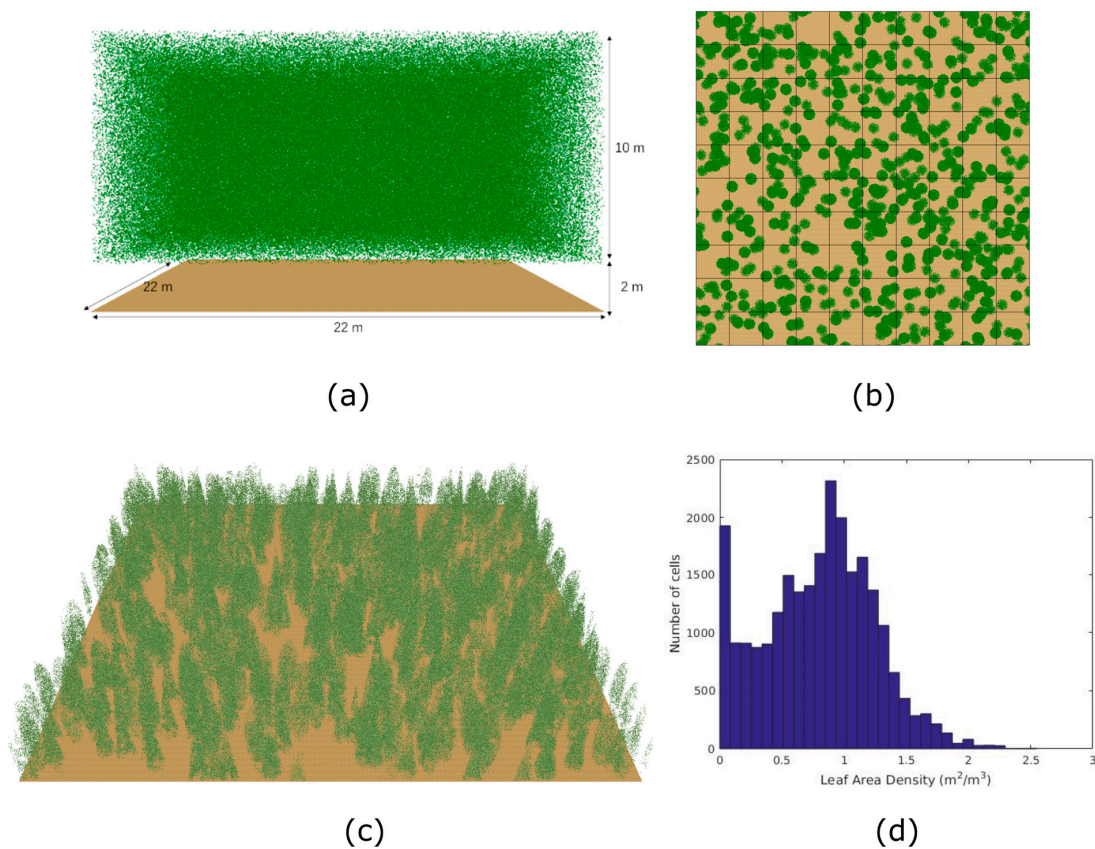 10 m
22 m
2 m
22 m
(a)
(b)
(c)
2500
2000
1500
1000
500
0
Number of cells
0 0.5 1 1.5 2 2.5 3
Leaf Area Density (m²/m³)
(d)